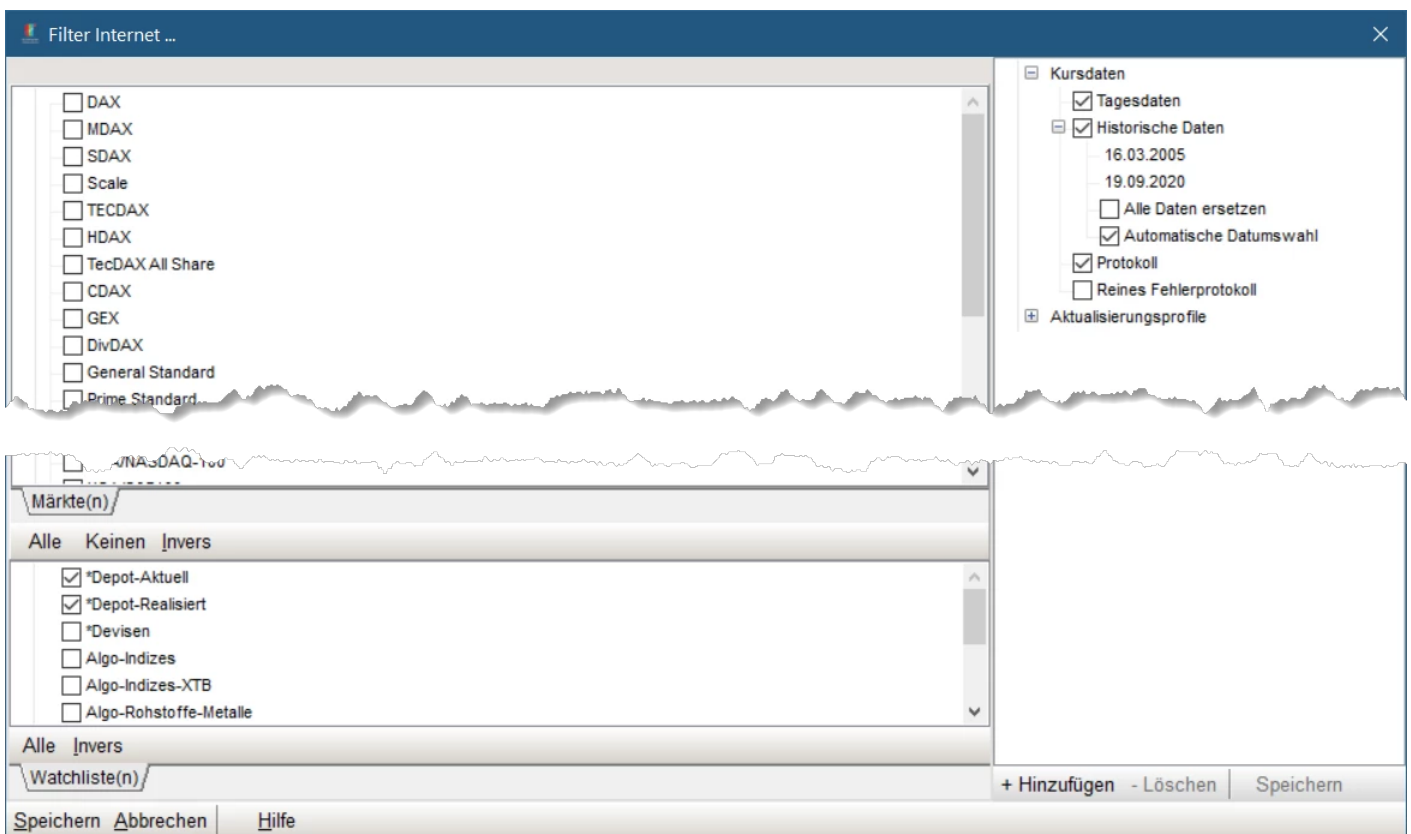 Filter Internet ...
DAX
MDAX
SDAX
Scale
TECDAX
HDAX
TecDAX All Share
CDAX
GEX
DivDAX
General Standard
Prime Standard
/NASDAQ-100
Märkte(n)
Alle Keinen Invers
*Depot-Aktuell
*Depot-Realisiert
*Devisen
Algo-Indizes
Algo-Indizes-XTB
Algo-Rohstoffe-Metalle
Alle Invers
Watchliste(n)
Kursdaten
Tagesdaten
Historische Daten
16.03.2005
19.09.2020
Alle Daten ersetzen
Automatische Datumswahl
Protokoll
Reines Fehlerprotokoll
Aktualisierungsprofile
+ Hinzufügen - Löschen Speichern
Speichern Abbrechen Hilfe